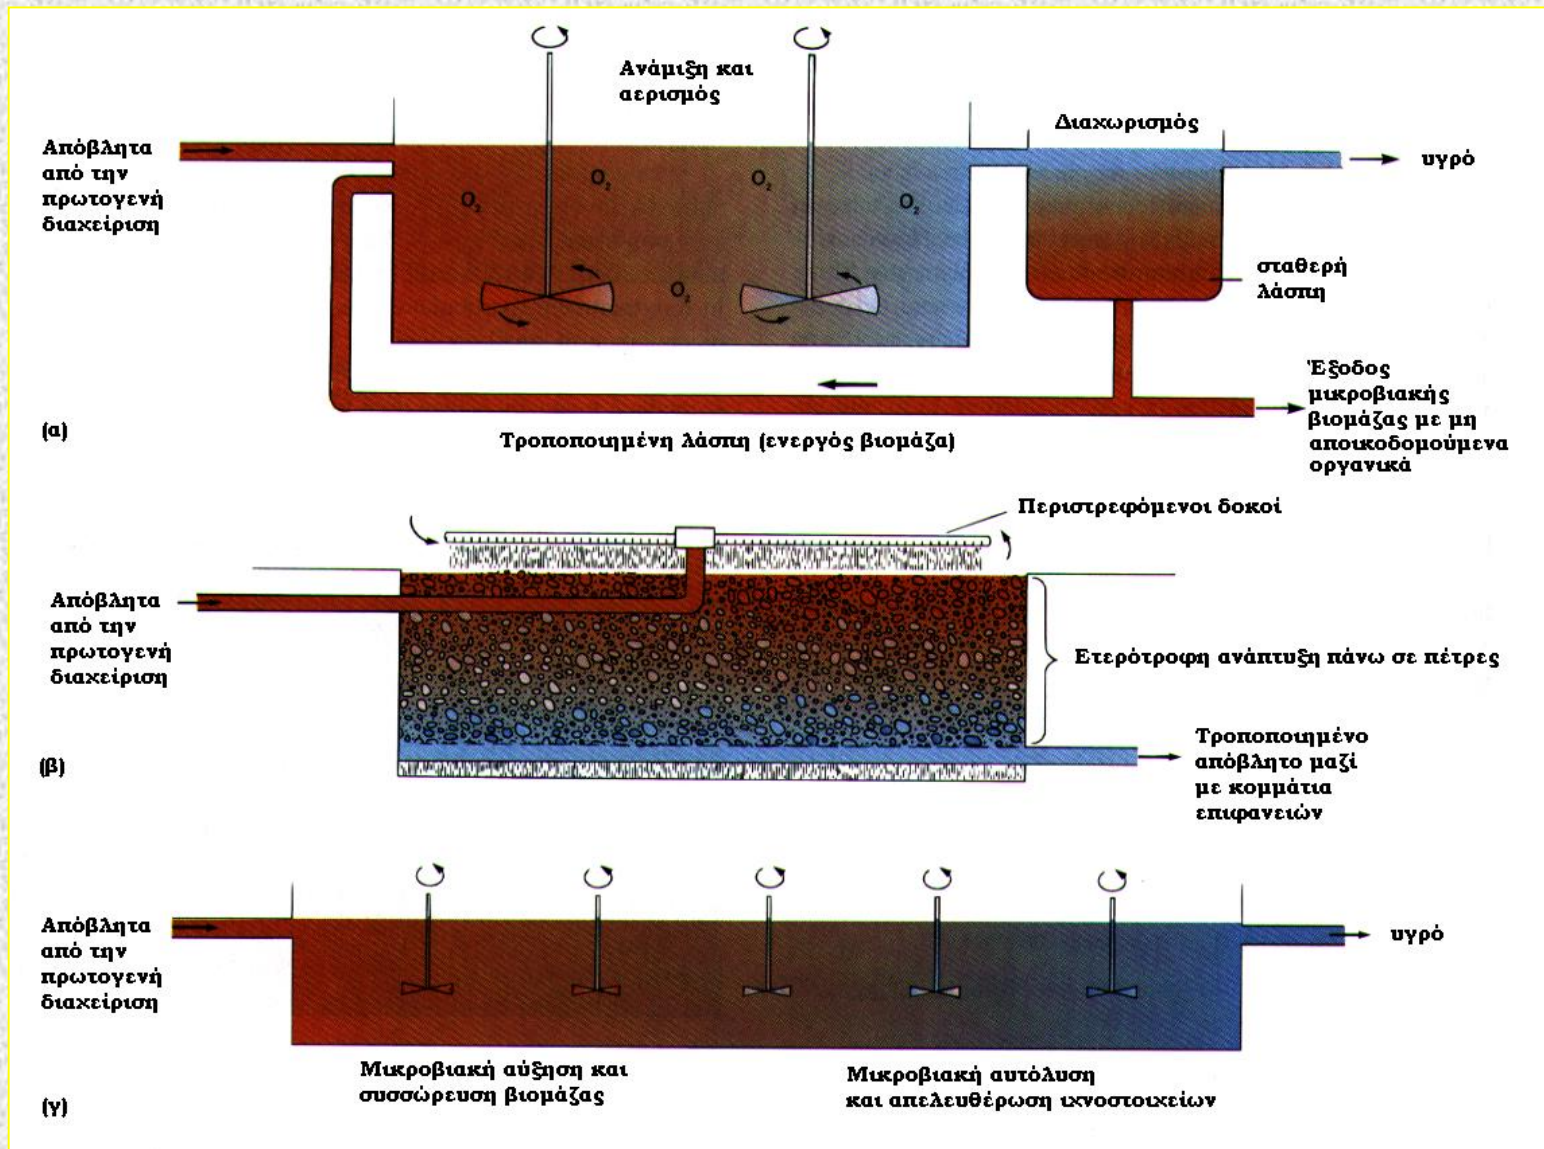 Ανάμιξη και
αερισμός
Διαχωρισμός
Απόβλητα
από την
πρωτογενή
διαχείριση
υγρό
O₂
O₂
O₂
O₂
O₂
σταθερή
λάσπη
Έξοδος
μικροβιακής
βιομάζας με μη
αποικοδομούμενα
οργανικά
(α)
Τροποποιημένη λάσπη (ενεργός βιομάζα)
Περιστρεφόμενοι δοκοί
Απόβλητα
από την
πρωτογενή
διαχείριση
Ετερότροφη ανάπτυξη πάνω σε πέτρες
Τροποποιημένο
απόβλητο μαζί
με κομμάτια
επιφανειών
(β)
Απόβλητα
από την
πρωτογενή
διαχείριση
υγρό
Μικροβιακή αύξηση και
συσσώρευση βιομάζας
Μικροβιακή αυτόλυση
και απελευθέρωση ιχνοστοιχείων
(γ)